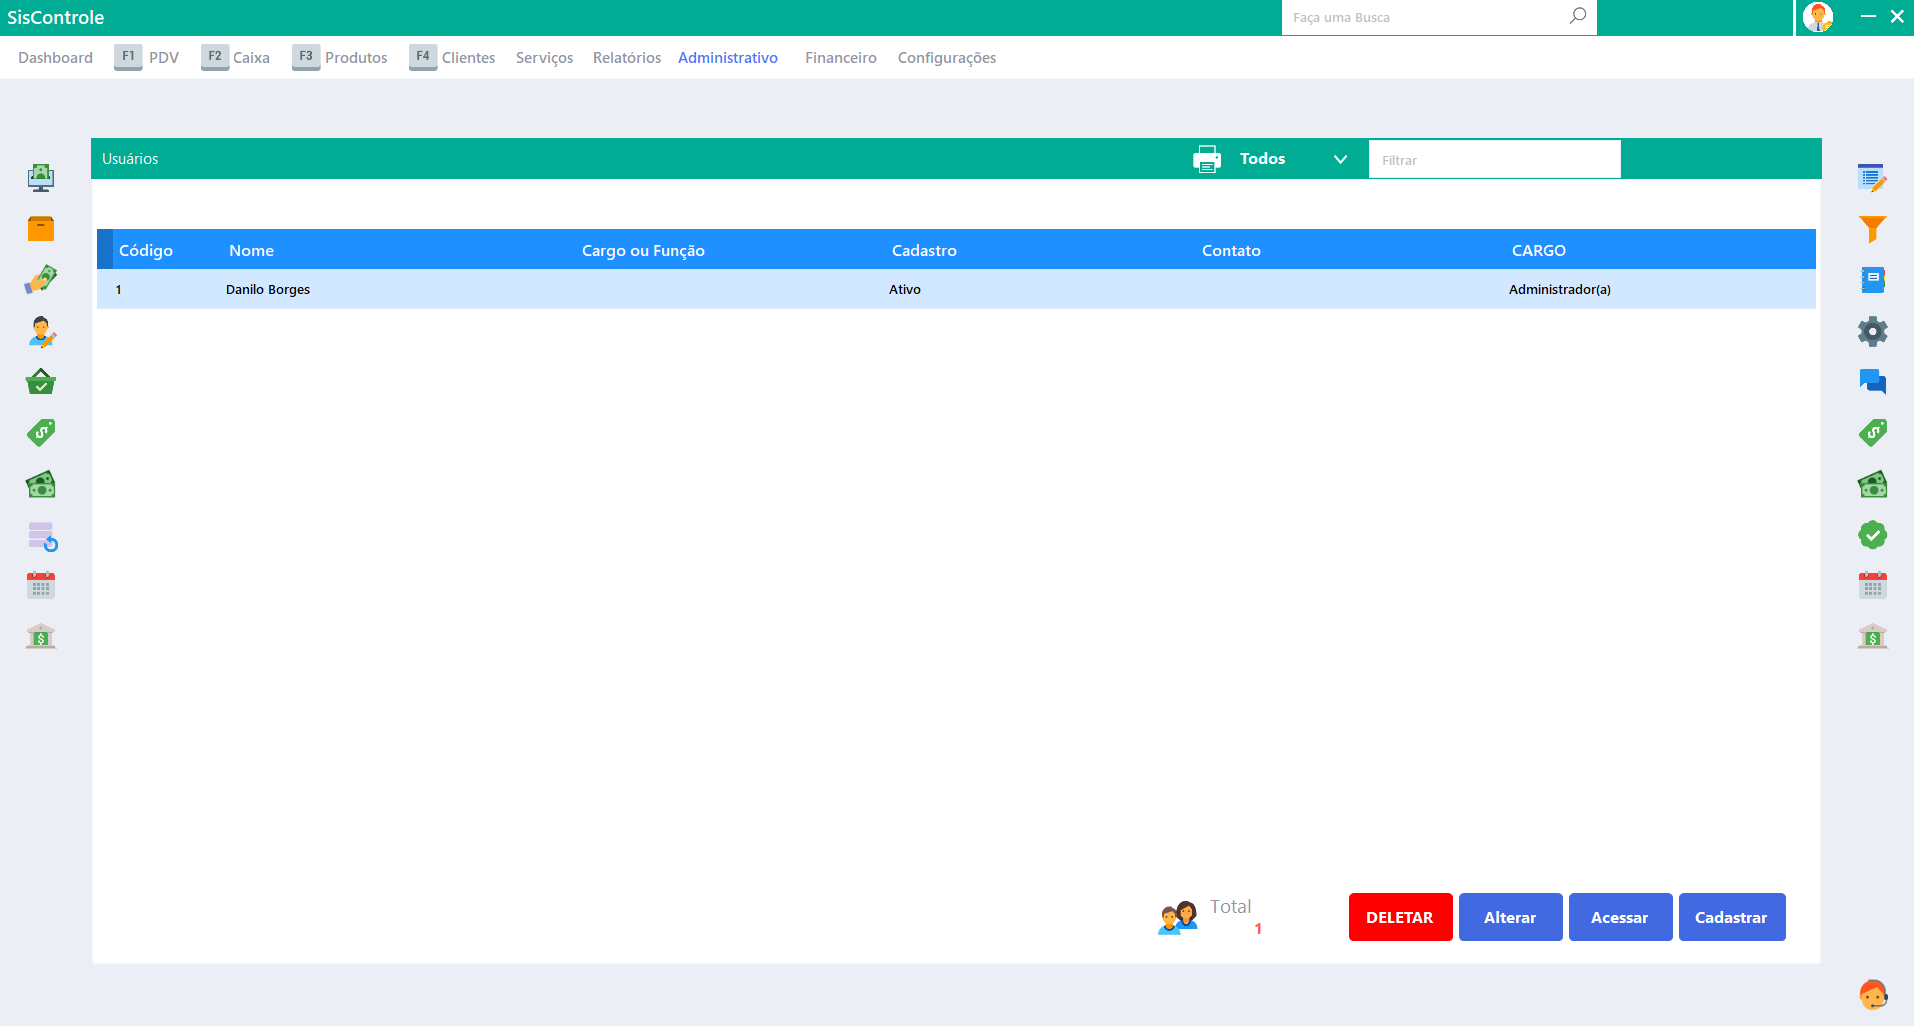 SisControle
Faça uma Busca
Dashboard F1 PDV F2 Caixa F3 Produtos F4 Clientes Serviços Relatórios Administrativo Financeiro Configurações
Usuários Todos Filtrar
Código Nome Cargo ou Função Cadastro Contato CARGO
1 Danilo Borges Ativo Administrador(a)
Total
1
DELETAR Alterar Acessar Cadastrar